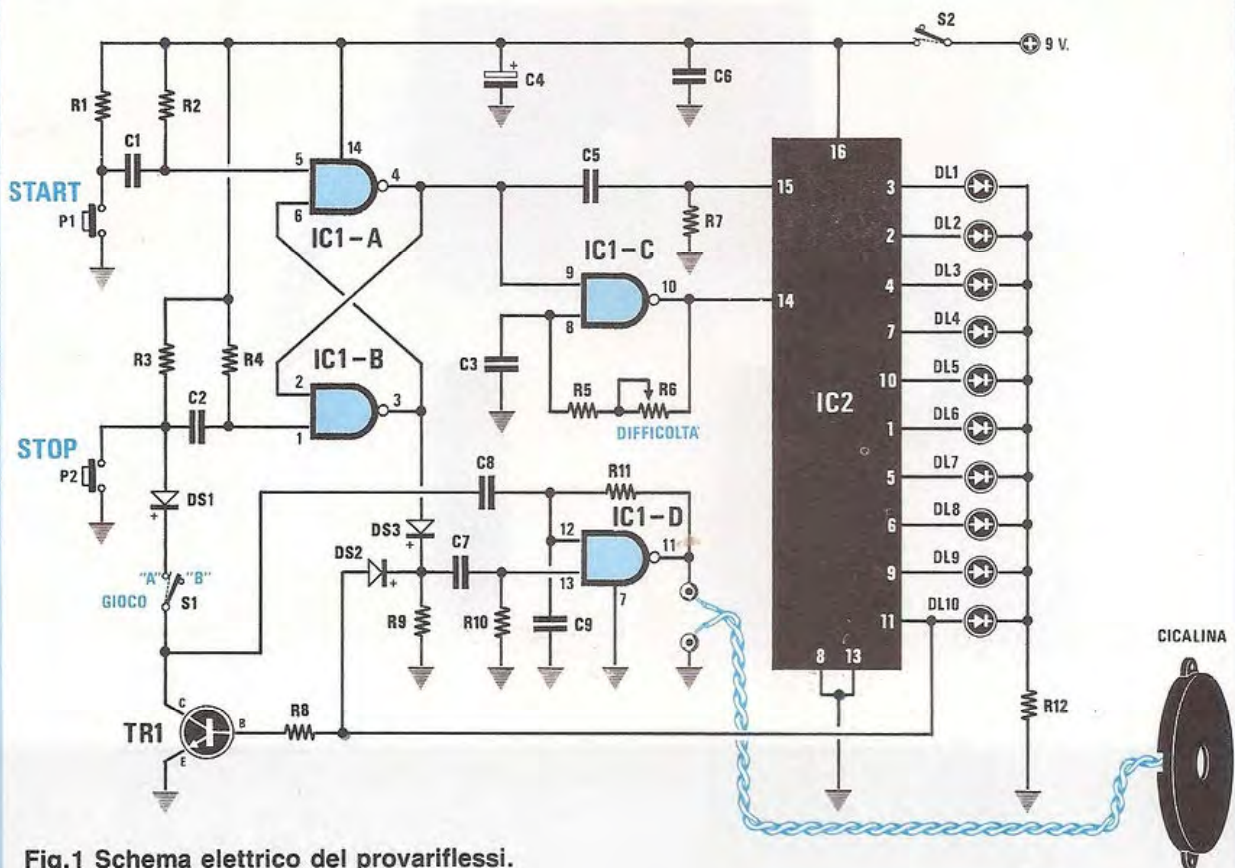 S2
9 V.
R1
R2
C4
C6
C1
START
P1
5
14
4
6
IC1-A
C5
R7
15
16
3
DL1
2
DL2
4
DL3
7
DL4
10
DL5
1
DL6
5
DL7
6
DL8
9
DL9
11
DL10
14
IC2
8 13
R12
CICALINA
IC1-C
9
10
8
C3
R5
R6
DIFFICOLTA'
R3
R4
IC1-B
2
3
1
C2
STOP
P2
DS1
+
"A" "B"
GIOCO
S1
C8
R11
IC1-D
12
11
13
7
DS3
+
DS2
+
C7
R9
R10
C9
C
B
E
TR1
R8
Fig.1 Schema elettrico del provariflessi.